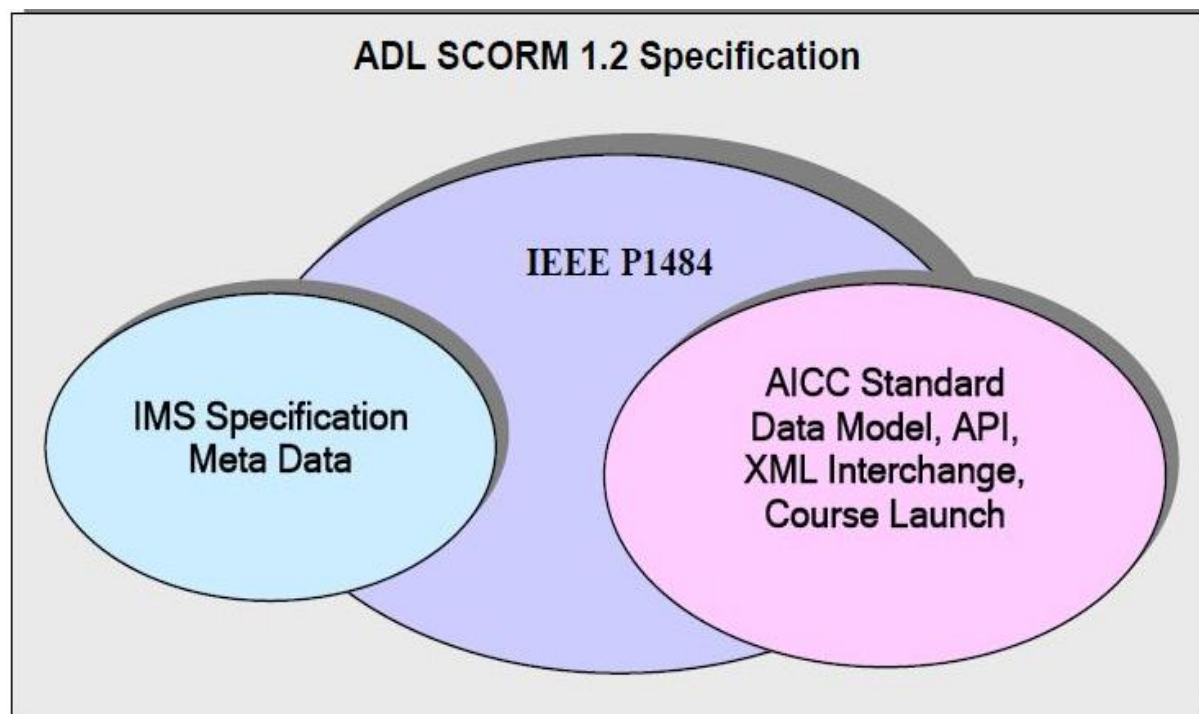 ADL SCORM 1.2 Specification
IEEE P1484
IMS Specification
Meta Data
AICC Standard
Data Model, API,
XML Interchange,
Course Launch